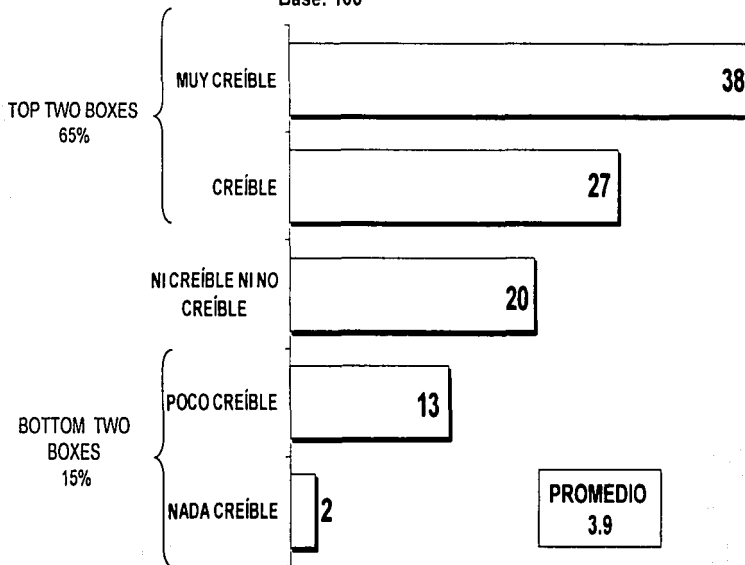 Base: 100
TOP TWO BOXES
65%
MUY CREÍBLE
38
CREÍBLE
27
NI CREÍBLE NI NO
CREÍBLE
20
BOTTOM TWO
BOXES
15%
POCO CREÍBLE
13
NADA CREÍBLE
2
PROMEDIO
3.9